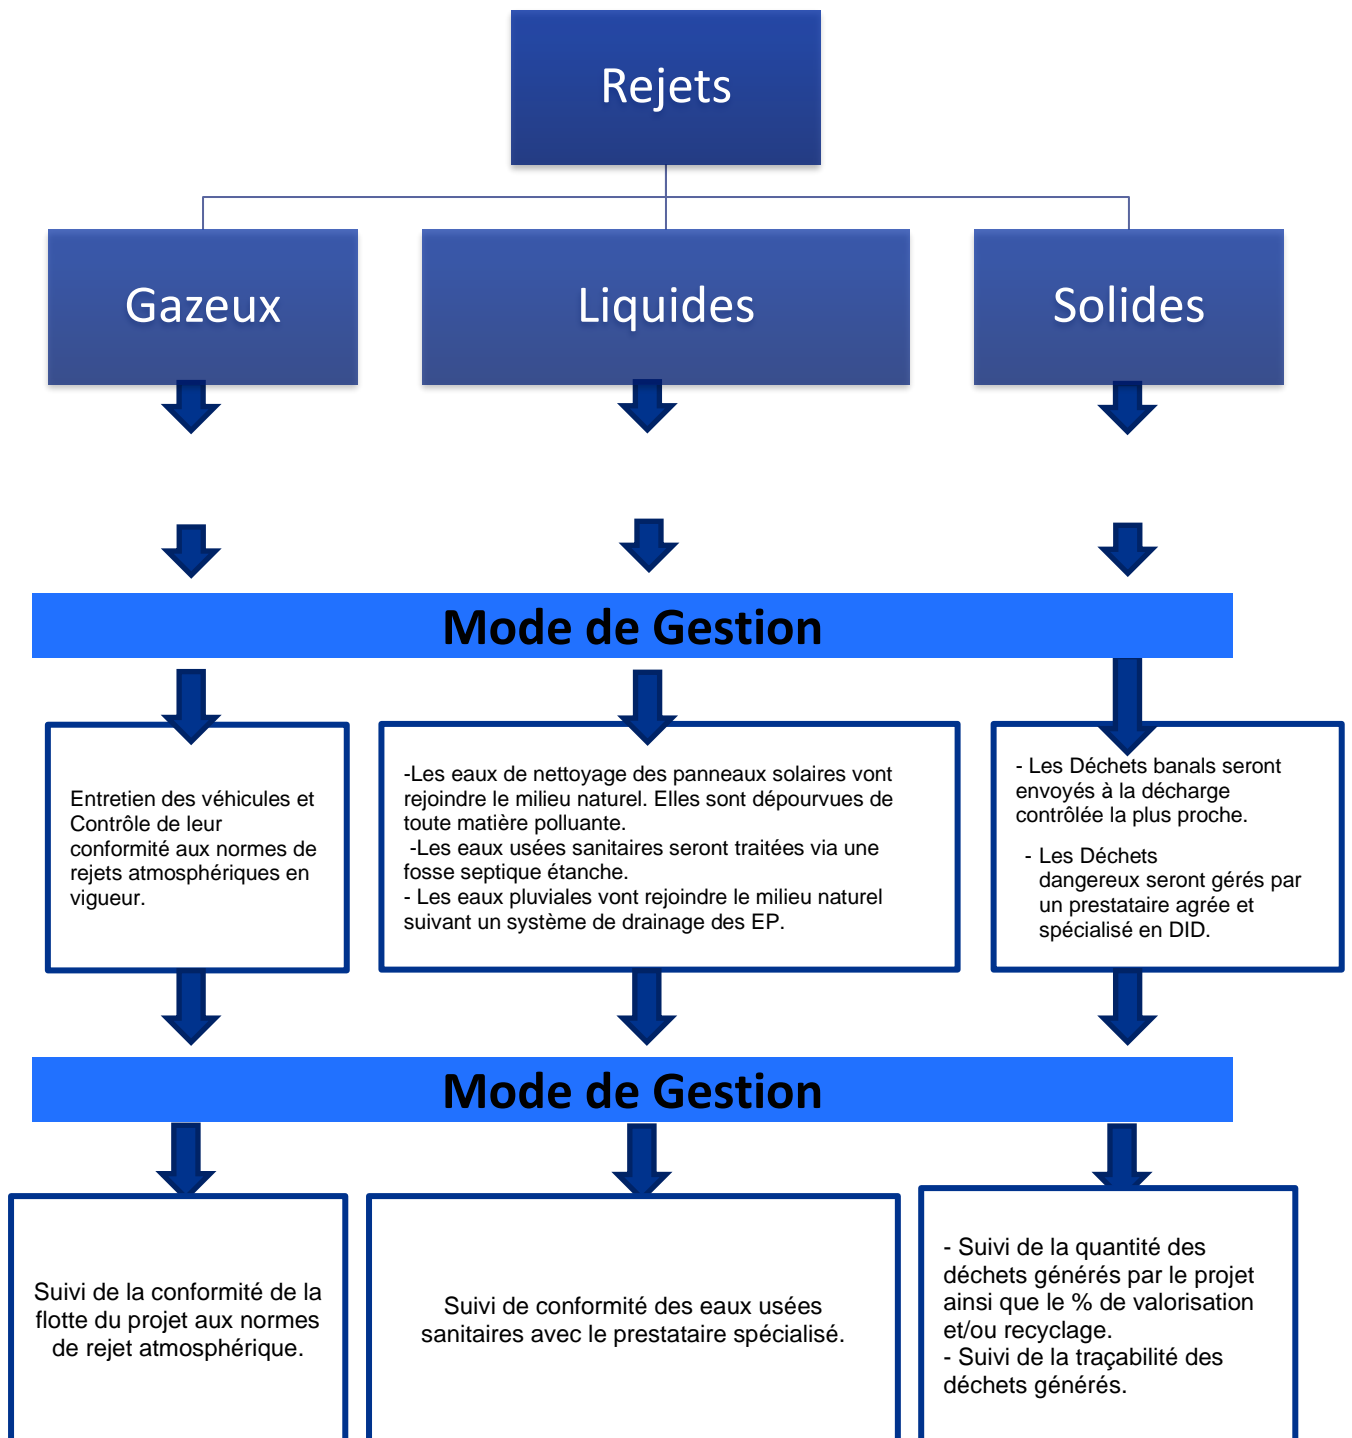 Rejets
Gazeux
Liquides
Solides
Mode de Gestion
Entretien des véhicules et
Contrôle de leur
conformité aux normes de
rejets atmosphériques en
vigueur.
-Les eaux de nettoyage des panneaux solaires vont
rejoindre le milieu naturel. Elles sont dépourvues de
toute matière polluante.
-Les eaux usées sanitaires seront traitées via une
fosse septique étanche.
- Les eaux pluviales vont rejoindre le milieu naturel
suivant un système de drainage des EP.
- Les Déchets banals seront
envoyés à la décharge
contrôlée la plus proche.
- Les Déchets
dangereux seront gérés par
un prestataire agrée et
spécialisé en DID.
Mode de Gestion
Suivi de la conformité de la
flotte du projet aux normes
de rejet atmosphérique.
Suivi de conformité des eaux usées
sanitaires avec le prestataire spécialisé.
- Suivi de la quantité des
déchets générés par le projet
ainsi que le % de valorisation
et/ou recyclage.
- Suivi de la traçabilité des
déchets générés.